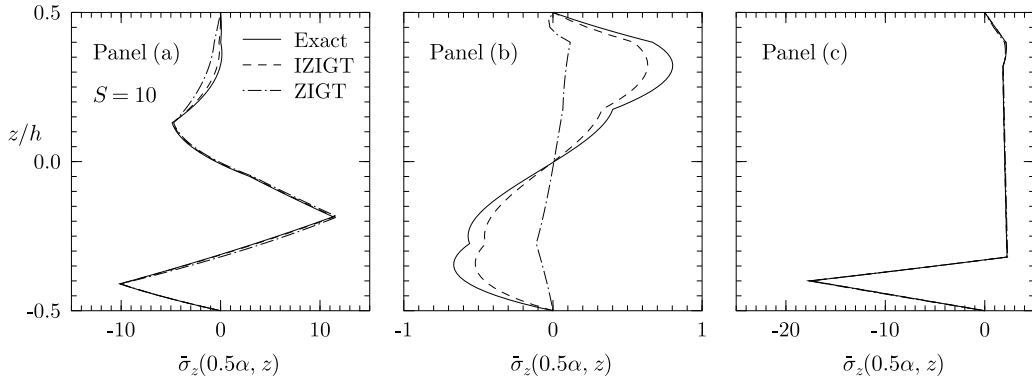 0.5
Panel (a)
S = 10
Exact
IZIGT
ZIGT
Panel (b)
Panel (c)
z/h
0.0
-0.5
-10 0 10
-1 0 1
-20 -10 0
σ̄z(0.5α, z)
σ̄z(0.5α, z)
σ̄z(0.5α, z)